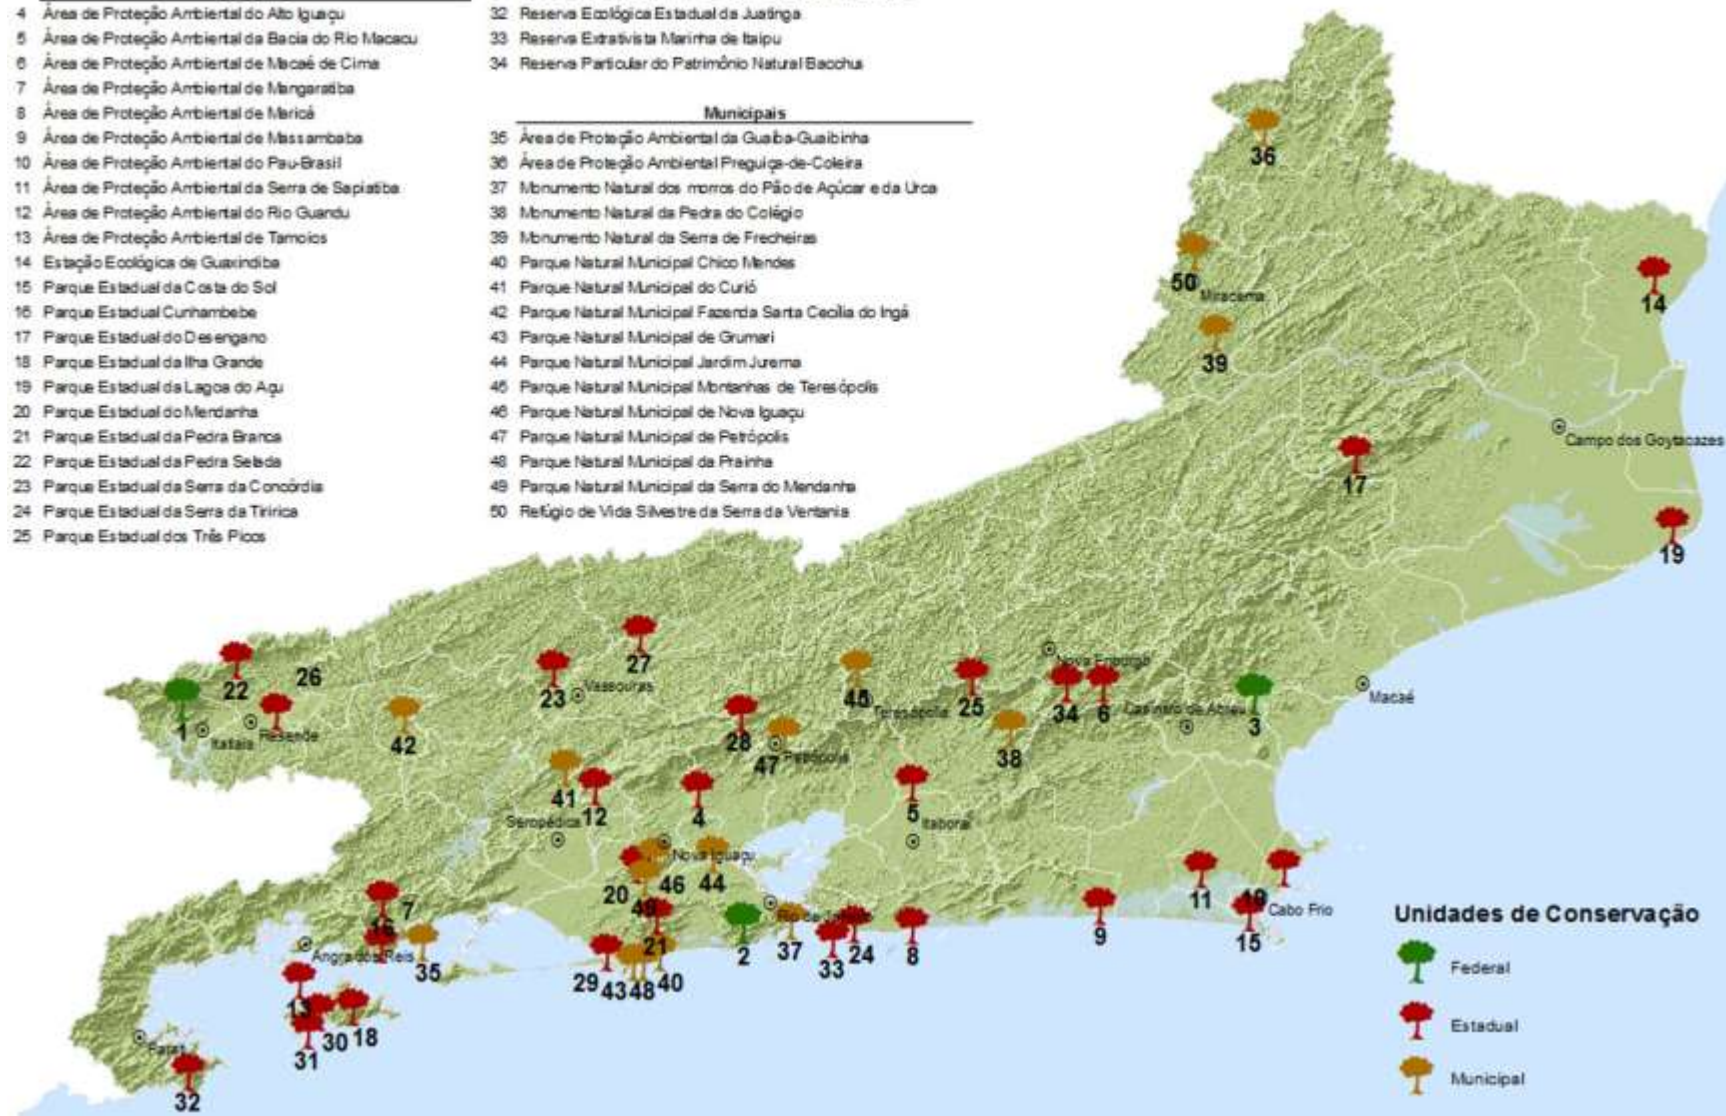 4 Área de Proteção Ambiental do Alto Iguaçu
5 Área de Proteção Ambiental da Bacia do Rio Macacu
6 Área de Proteção Ambiental de Macaé de Cima
7 Área de Proteção Ambiental de Mangaratiba
8 Área de Proteção Ambiental de Maricá
9 Área de Proteção Ambiental de Massambaba
10 Área de Proteção Ambiental do Pau-Brasil
11 Área de Proteção Ambiental da Serra de Sapiatiba
12 Área de Proteção Ambiental do Rio Guandu
13 Área de Proteção Ambiental de Tamoios
14 Estação Ecológica de Guaxindiba
15 Parque Estadual da Costa do Sol
16 Parque Estadual Cunhambebe
17 Parque Estadual do Desengano
18 Parque Estadual da Ilha Grande
19 Parque Estadual da Lagoa do Açu
20 Parque Estadual do Mendanha
21 Parque Estadual da Pedra Branca
22 Parque Estadual da Pedra Selada
23 Parque Estadual da Serra da Concórdia
24 Parque Estadual da Serra da Tiririca
25 Parque Estadual dos Três Picos
32 Reserva Ecológica Estadual da Juatinga
33 Reserva Extrativista Marinha de Itaipu
34 Reserva Particular do Patrimônio Natural Bacchus
Municipais
35 Área de Proteção Ambiental da Guaíba-Guaibinha
36 Área de Proteção Ambiental Preguiça-de-Coleira
37 Monumento Natural dos morros do Pão de Açúcar e da Urca
38 Monumento Natural da Pedra do Colégio
39 Monumento Natural da Serra de Frecheiras
40 Parque Natural Municipal Chico Mendes
41 Parque Natural Municipal do Curió
42 Parque Natural Municipal Fazenda Santa Cecília do Ingá
43 Parque Natural Municipal de Grumari
44 Parque Natural Municipal Jardim Jurema
45 Parque Natural Municipal Montanhas de Teresópolis
46 Parque Natural Municipal de Nova Iguaçu
47 Parque Natural Municipal de Petrópolis
48 Parque Natural Municipal da Prainha
49 Parque Natural Municipal da Serra do Mendanha
50 Refúgio de Vida Silvestre da Serra da Ventania
36
50
Miracema
14
39
Campo dos Goytacazes
17
19
27
26
22
23
Vassouras
Nova Friburgo
45
Teresópolis
25
34
6
Casimiro de Abreu
3
Macaé
1
Itatiaia
Resende
42
28
47
Petrópolis
38
41
12
4
5
Seropédica
Itaboraí
Nova Iguaçu
20
46
44
49
7
16
11
10
Cabo Frio
Rio de Janeiro
9
15
Angra dos Reis
35
21
2
37
24
8
33
29
43
48
40
13
30
18
31
Parati
32
Unidades de Conservação
Federal
Estadual
Municipal